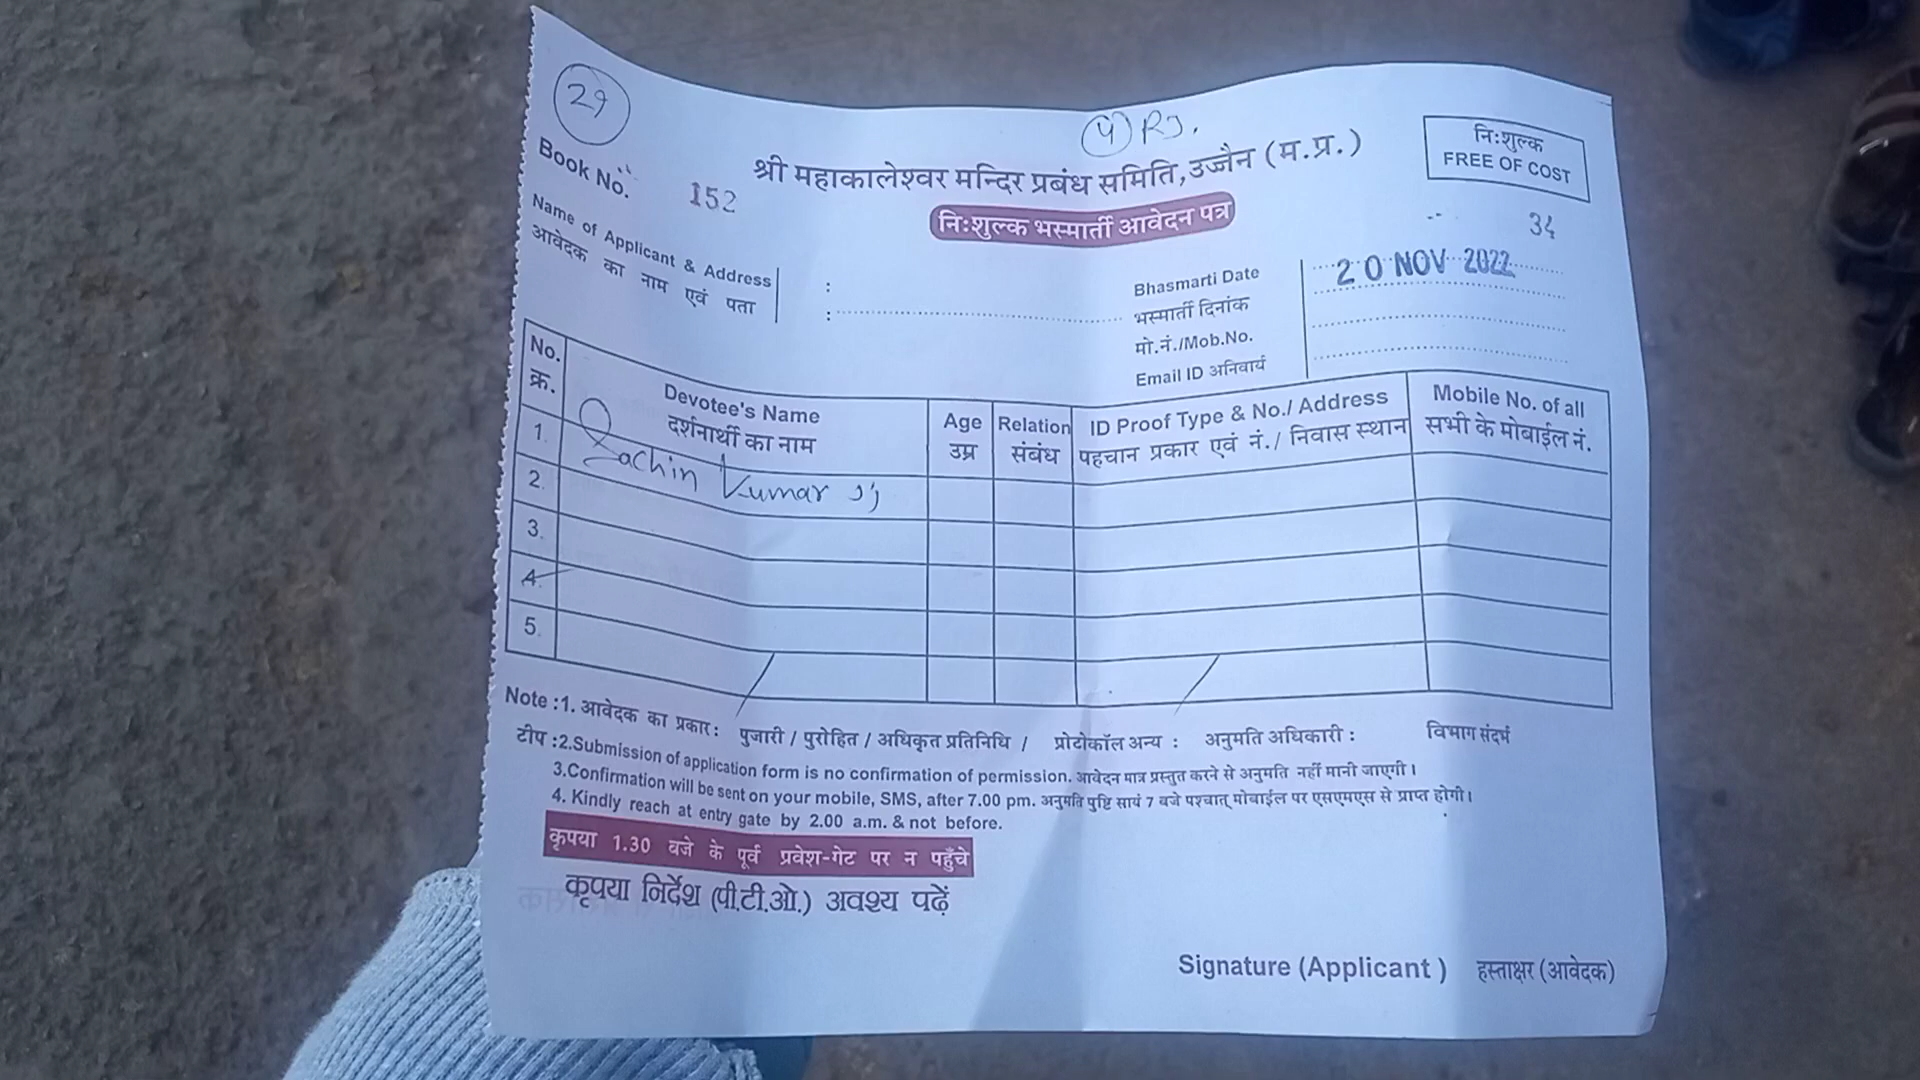 29
(4) RJ.
Book No. 152
श्री महाकालेश्वर मन्दिर प्रबंध समिति,उज्जैन (म.प्र.)
निःशुल्क
FREE OF COST
निःशुल्क भस्मार्ती आवेदन पत्र
34
Name of Applicant & Address :
आवेदक का नाम एवं पता :
Bhasmarti Date 20 NOV 2022
भस्मार्ती दिनांक
मो.नं./Mob.No.
Email ID अनिवार्य
No. Devotee's Name Age Relation ID Proof Type & No./ Address Mobile No. of all
क्र. दर्शनार्थी का नाम उम्र संबंध पहचान प्रकार एवं नं./ निवास स्थान सभी के मोबाईल नं.
1. Sachin Kumar
2.
3.
4.
5.
Note :1. आवेदक का प्रकार: पुजारी / पुरोहित / अधिकृत प्रतिनिधि / प्रोटोकॉल अन्य : अनुमति अधिकारी : विभाग संदर्भ
टीप :2.Submission of application form is no confirmation of permission. आवेदन पात्र प्रस्तुत करने से अनुमति नहीं मानी जाएगी।
3.Confirmation will be sent on your mobile, SMS, after 7.00 pm. अनुमति पुष्टि सायं 7 बजे पश्चात् मोबाईल पर एसएमएस से प्राप्त होगी।
4. Kindly reach at entry gate by 2.00 a.m. & not before.
कृपया 1.30 बजे के पूर्व प्रवेश-गेट पर न पहुँचे
कृपया निर्देश (पी.टी.ओ.) अवश्य पढ़ें
Signature (Applicant ) हस्ताक्षर (आवेदक)